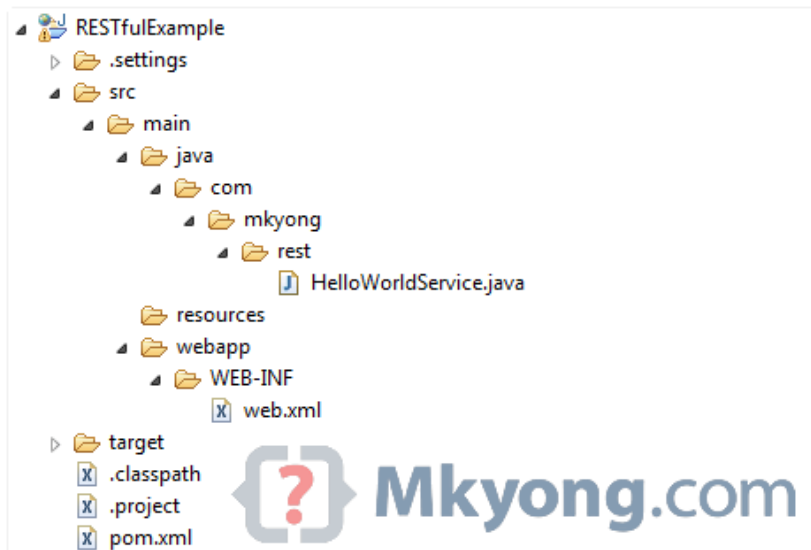 RESTfulExample
.settings
src
main
java
com
mkyong
rest
HelloWorldService.java
resources
webapp
WEB-INF
web.xml
target
.classpath
.project
pom.xml
Mkyong.com